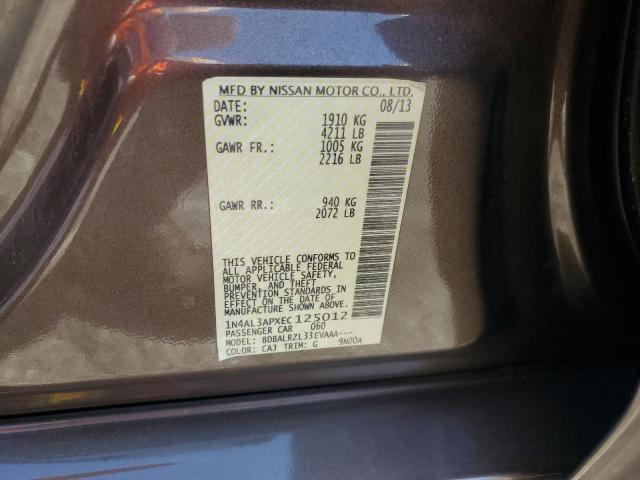 MFD BY NISSAN MOTOR CO., LTD.
DATE: 08/13
GVWR: 1910 KG
4211 LB
GAWR FR.: 1005 KG
2216 LB
GAWR RR.: 940 KG
2072 LB
THIS VEHICLE CONFORMS TO
ALL APPLICABLE FEDERAL
MOTOR VEHICLE SAFETY,
BUMPER, AND THEFT
PREVENTION STANDARDS IN
EFFECT ON THE DATE OF
MANUFACTURE SHOWN ABOVE.
1N4AL3APXEC125012
PASSENGER CAR 060
MODEL: BDBALRZL33EVAAA---
COLOR: CAJ TRIM: G 9N00A